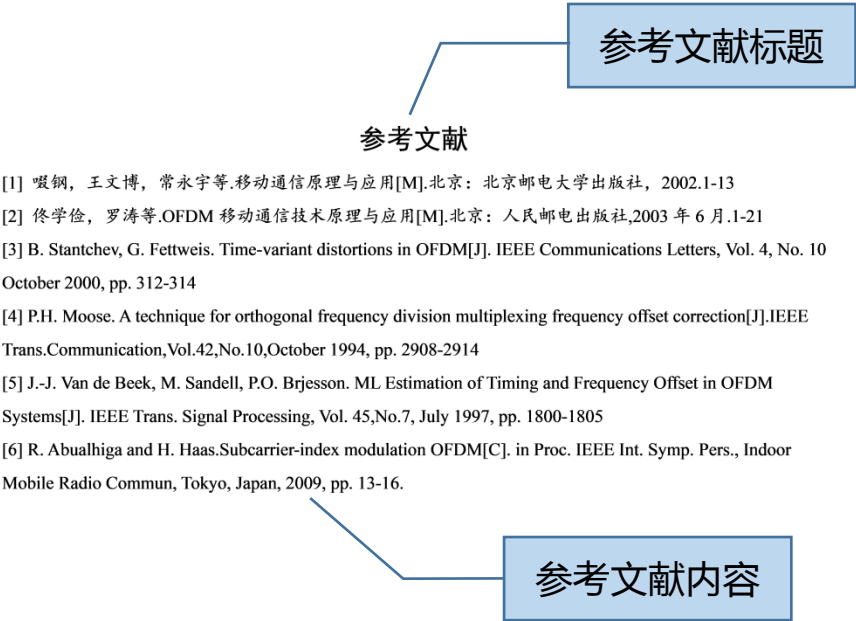 参考文献标题
参考文献
[1] 啜钢，王文博，常永宇等.移动通信原理与应用[M].北京：北京邮电大学出版社，2002.1-13
[2] 佟学俭，罗涛等.OFDM 移动通信技术原理与应用[M].北京：人民邮电出版社,2003 年 6 月.1-21
[3] B. Stantchev, G. Fettweis. Time-variant distortions in OFDM[J]. IEEE Communications Letters, Vol. 4, No. 10
October 2000, pp. 312-314
[4] P.H. Moose. A technique for orthogonal frequency division multiplexing frequency offset correction[J].IEEE
Trans.Communication,Vol.42,No.10,October 1994, pp. 2908-2914
[5] J.-J. Van de Beek, M. Sandell, P.O. Brjesson. ML Estimation of Timing and Frequency Offset in OFDM
Systems[J]. IEEE Trans. Signal Processing, Vol. 45,No.7, July 1997, pp. 1800-1805
[6] R. Abualhiga and H. Haas.Subcarrier-index modulation OFDM[C]. in Proc. IEEE Int. Symp. Pers., Indoor
Mobile Radio Commun, Tokyo, Japan, 2009, pp. 13-16.
参考文献内容